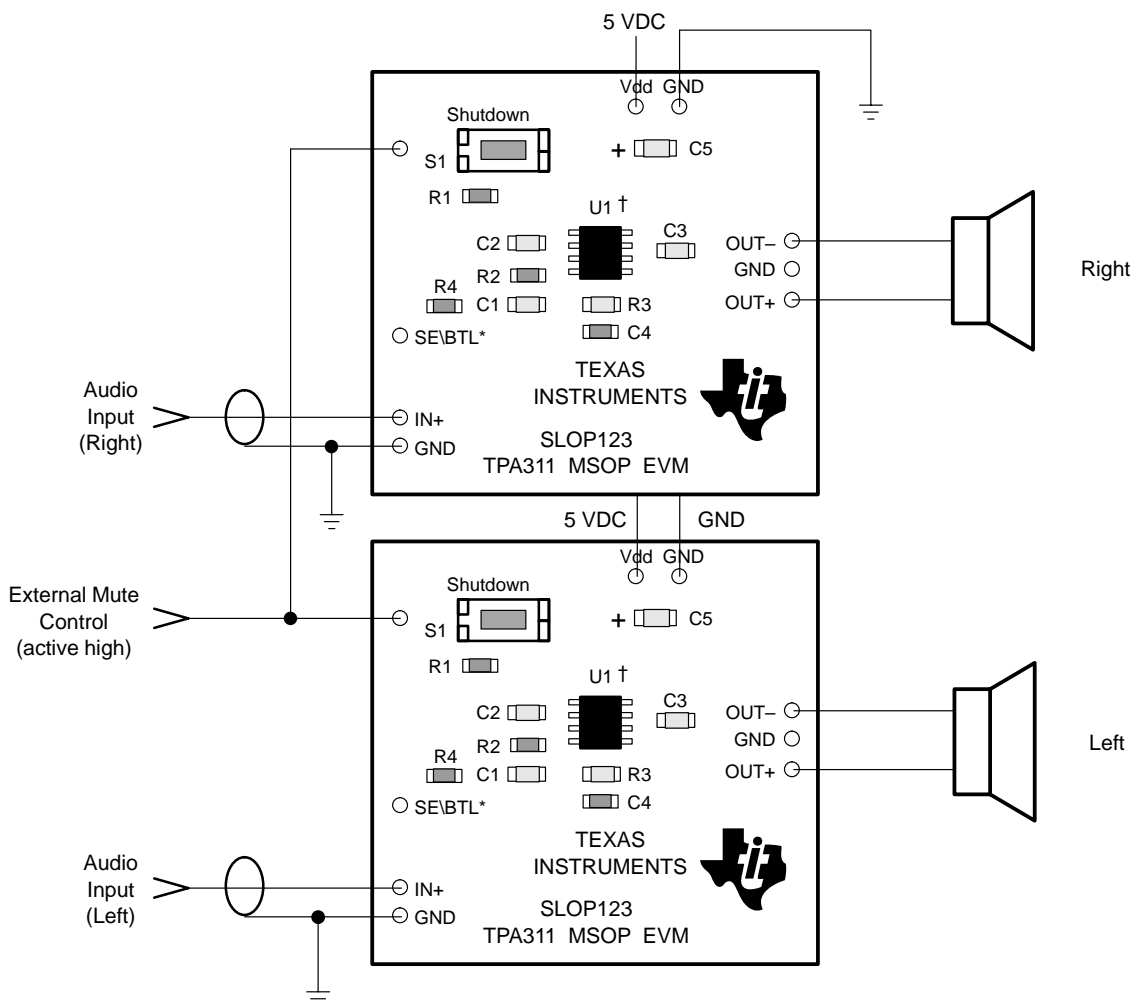 5 VDC
Vdd GND
Shutdown
S1
+ C5
R1
U1 †
C2
C3
OUT–
R2
GND
Right
R4
C1
R3
OUT+
C4
SE\BTL*
TEXAS
INSTRUMENTS
Audio
Input
(Right)
IN+
GND
SLOP123
TPA311 MSOP EVM
5 VDC
GND
Vdd GND
Shutdown
External Mute
Control
(active high)
S1
+ C5
R1
U1 †
C2
C3
OUT–
R2
GND
Left
R4
C1
R3
OUT+
C4
SE\BTL*
TEXAS
INSTRUMENTS
Audio
Input
(Left)
IN+
GND
SLOP123
TPA311 MSOP EVM